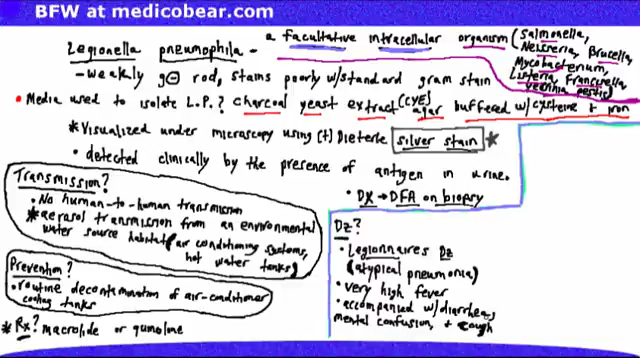 BFW at medicobear.com
Legionella pneumophila - a facultative intracellular organism (Salmonella,
Neisseria, Brucella,
Mycobacterium,
Listeria, Francisella,
Yersinia pestis)
-weakly g⊖ rod, stains poorly w/standard gram stain
• Media used to isolate L.P.? charcoal yeast extract (CYE) agar buffered w/cysteine + iron
*Visualized under microscopy using (+) Dieterle silver stain *
• detected clinically by the presence of antigen in urine.
• DX → DFA on biopsy
Transmission?
• No human-to-human transmission
*aerosol transmission from an environmental
water source habitat (air conditioning systems,
hot water tanks)
Prevention?
• routine decontamination of air-conditioner
cooling tanks
* Rx? macrolide or quinolone
Dz?
• Legionnaires Dz
(atypical pneumonia)
• very high fever
• accompanied w/diarrhea,
mental confusion, + cough